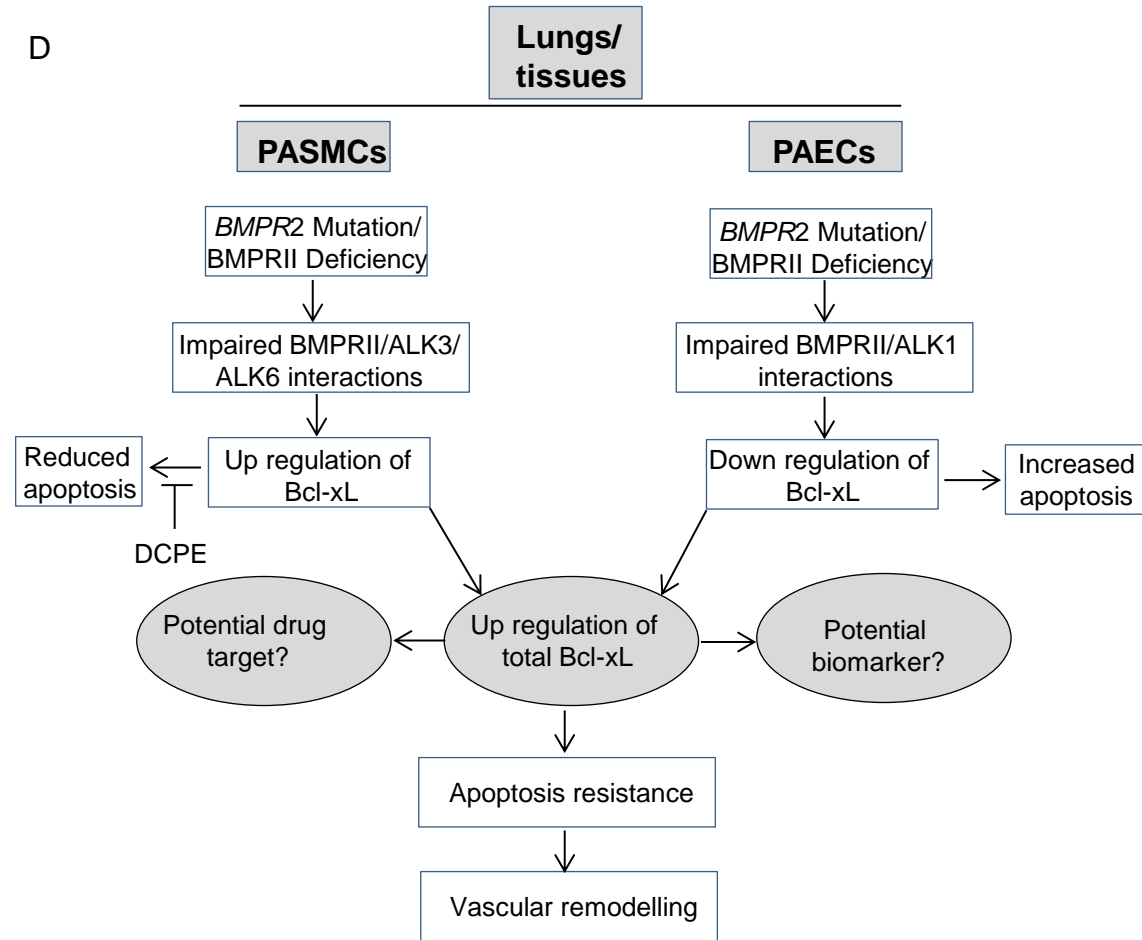 D
Lungs/
tissues
PASMCs
PAECs
BMPR2 Mutation/
BMPRII Deficiency
BMPR2 Mutation/
BMPRII Deficiency
Impaired BMPRII/ALK3/
ALK6 interactions
Impaired BMPRII/ALK1
interactions
Reduced
apoptosis
Up regulation of
Bcl-xL
Down regulation of
Bcl-xL
Increased
apoptosis
DCPE
Potential drug
target?
Up regulation of
total Bcl-xL
Potential
biomarker?
Apoptosis resistance
Vascular remodelling